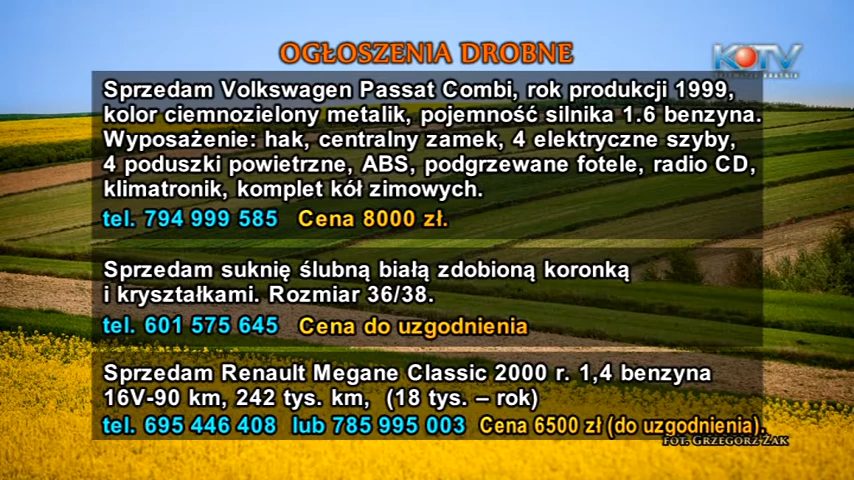 OGŁOSZENIA DROBNE
KOTV
TELEWIZJA KRAŚNIK
Sprzedam Volkswagen Passat Combi, rok produkcji 1999,
kolor ciemnozielony metalik, pojemność silnika 1.6 benzyna.
Wyposażenie: hak, centralny zamek, 4 elektryczne szyby,
4 poduszki powietrzne, ABS, podgrzewane fotele, radio CD,
klimatronik, komplet kół zimowych.
tel. 794 999 585 Cena 8000 zł.
Sprzedam suknię ślubną białą zdobioną koronką
i kryształkami. Rozmiar 36/38.
tel. 601 575 645 Cena do uzgodnienia
Sprzedam Renault Megane Classic 2000 r. 1,4 benzyna
16V-90 km, 242 tys. km, (18 tys. – rok)
tel. 695 446 408 lub 785 995 003 Cena 6500 zł (do uzgodnienia).
FOT. GRZEGORZ ŻAK